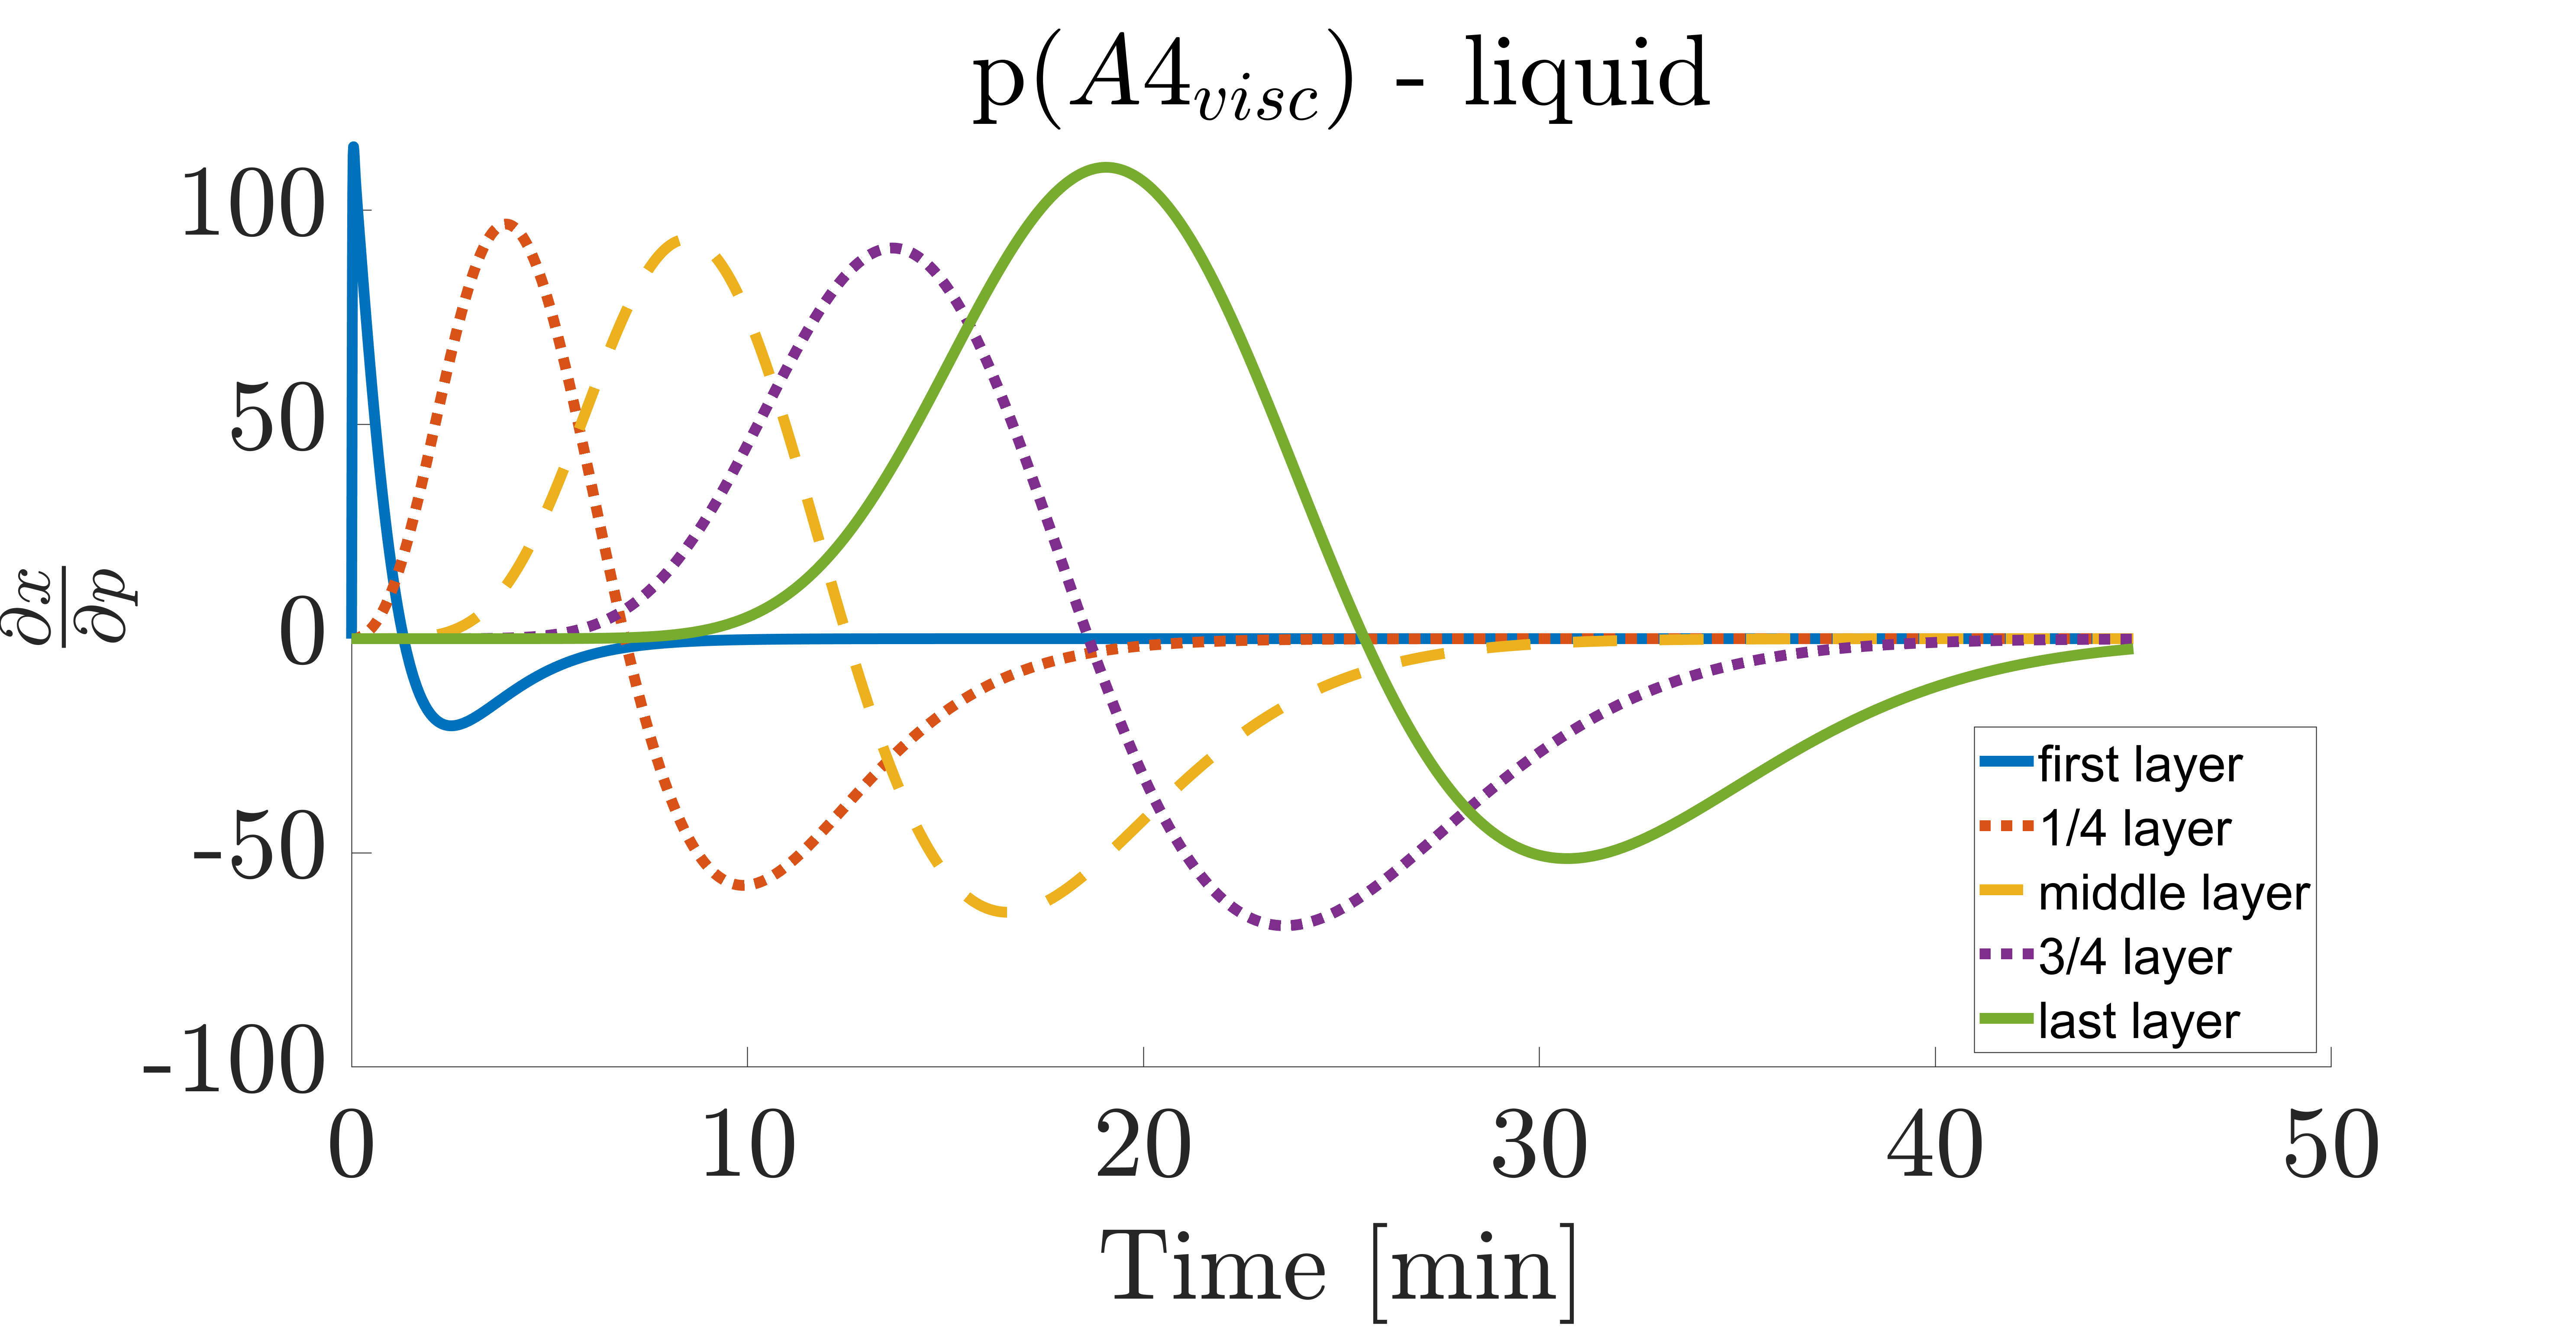 p(A4visc) - liquid
100
50
0
-50
-100
∂x
∂p
0 10 20 30 40 50
Time [min]
first layer
1/4 layer
middle layer
3/4 layer
last layer